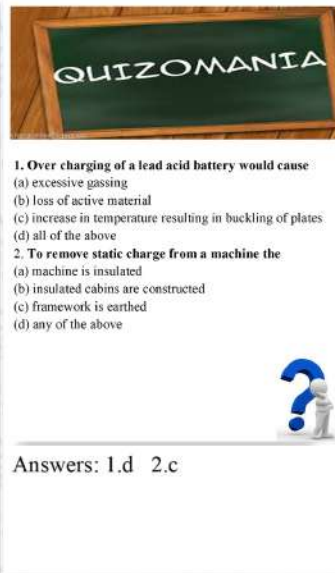 QUIZOMANIA
1. Over charging of a lead acid battery would cause
(a) excessive gassing
(b) loss of active material
(c) increase in temperature resulting in buckling of plates
(d) all of the above
2. To remove static charge from a machine the
(a) machine is insulated
(b) insulated cabins are constructed
(c) framework is earthed
(d) any of the above
Answers: 1.d 2.c